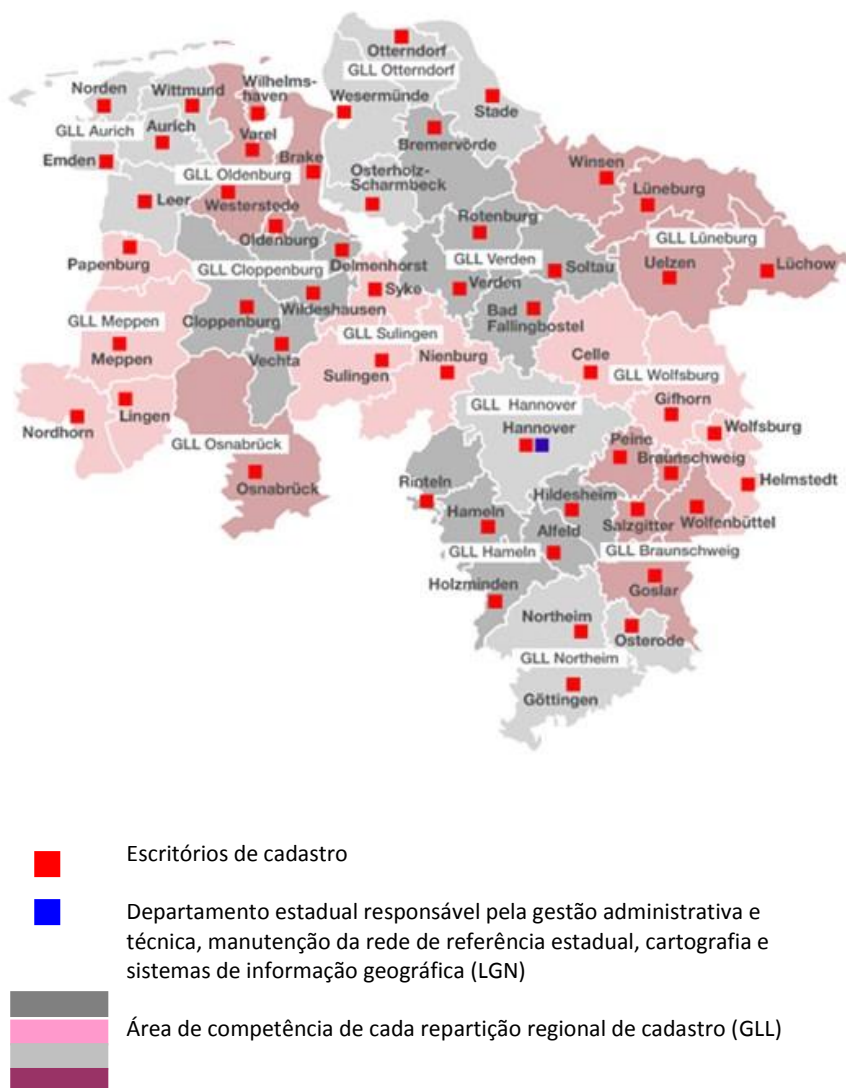 Otterndorf
GLL Otterndorf
Norden
Wittmund
Wilhelms-
haven
Wesermünde
Stade
GLL Aurich
Aurich
Varel
Bremervörde
Emden
Brake
Osterholz-
Scharmbeck
Winsen
GLL Oldenburg
Lüneburg
Leer
Westerstede
Rotenburg
Oldenburg
GLL Lüneburg
Papenburg
GLL Cloppenburg
Delmenhorst
GLL Verden
Soltau
Uelzen
Lüchow
Syke
Verden
Wildeshausen
Bad
Fallingbostel
Cloppenburg
GLL Meppen
GLL Sulingen
Meppen
Vechta
Nienburg
Celle
Sulingen
GLL Wolfsburg
Gifhorn
Lingen
GLL Hannover
Nordhorn
Hannover
Wolfsburg
GLL Osnabrück
Peine
Braunschweig
Osnabrück
Rinteln
Helmstedt
Hildesheim
Hameln
Salzgitter
Wolfenbüttel
Alfeld
GLL Hameln
GLL Braunschweig
Holzminden
Goslar
Northeim
Osterode
GLL Northeim
Göttingen
Escritórios de cadastro
Departamento estadual responsável pela gestão administrativa e
técnica, manutenção da rede de referência estadual, cartografia e
sistemas de informação geográfica (LGN)
Área de competência de cada repartição regional de cadastro (GLL)